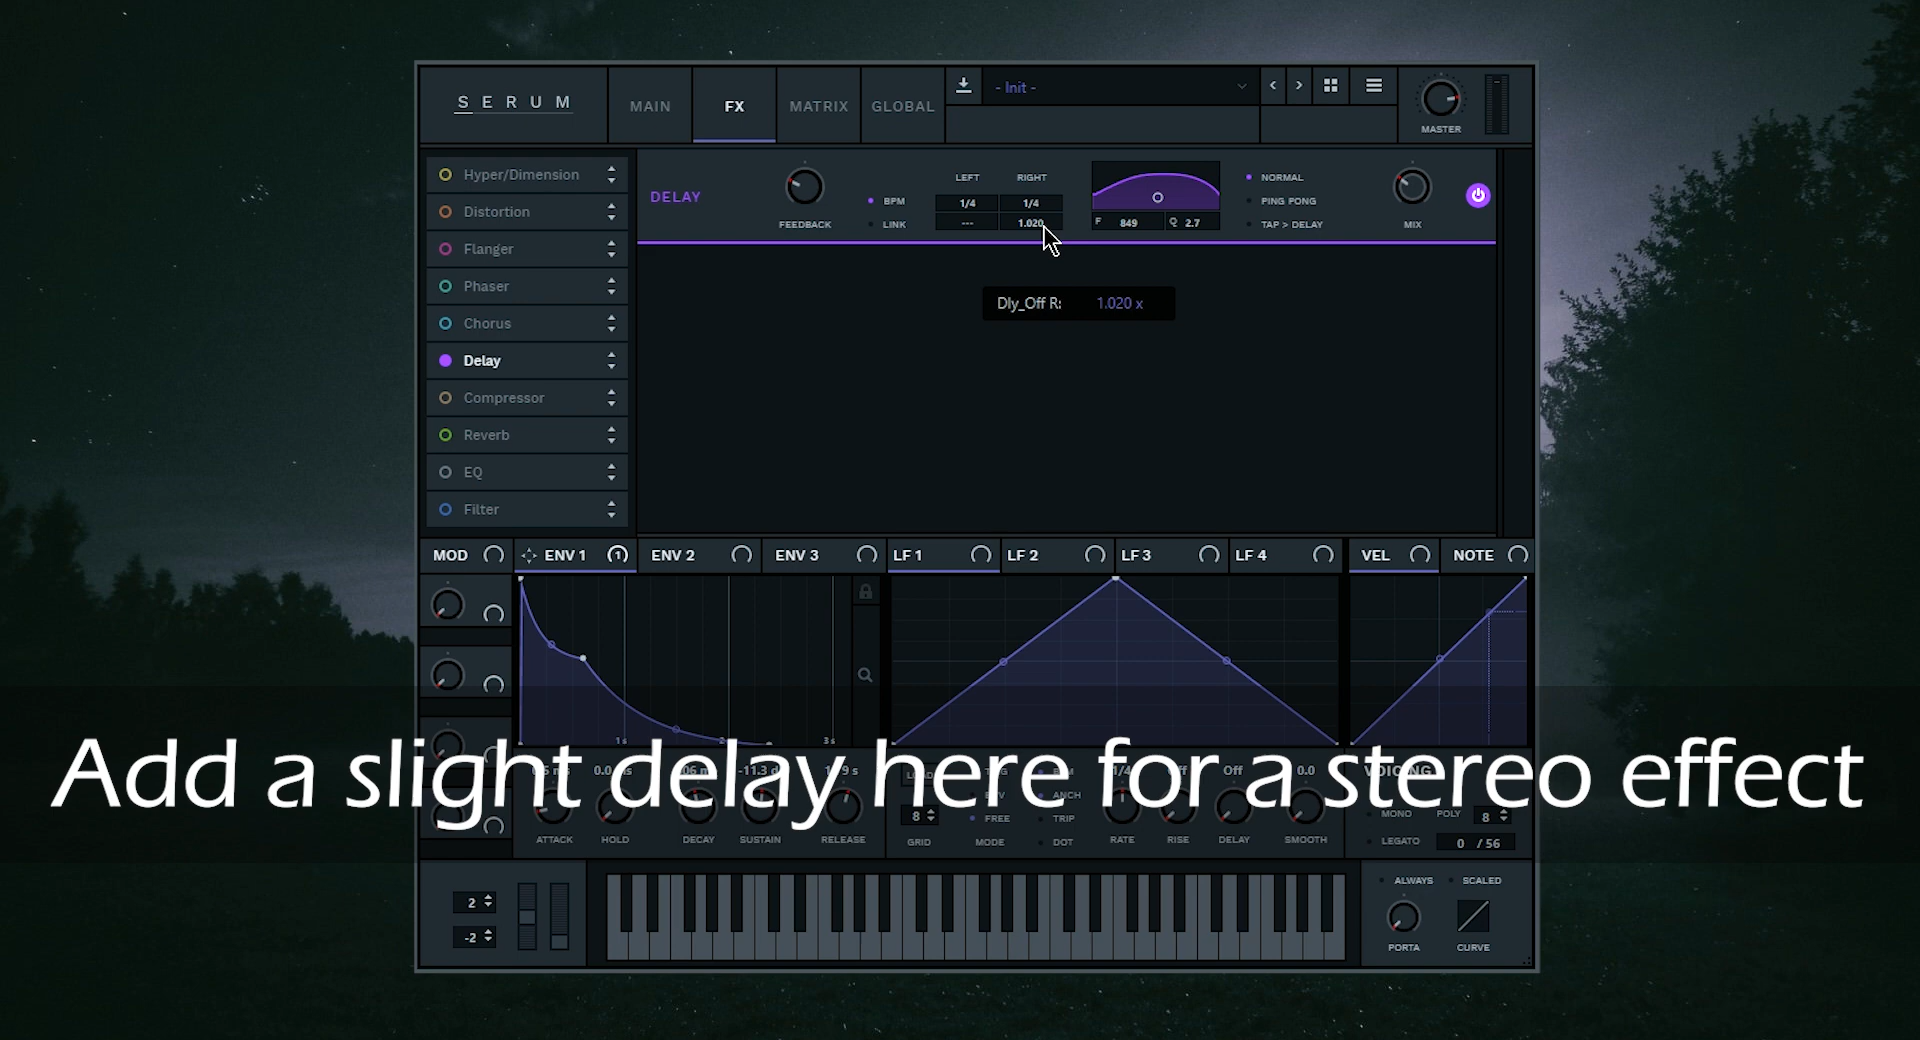 SERUM
MAIN
FX
MATRIX
GLOBAL
- Init -
MASTER
Hyper/Dimension
Distortion
Flanger
Phaser
Chorus
Delay
Compressor
Reverb
EQ
Filter
DELAY
FEEDBACK
BPM
LINK
LEFT
RIGHT
1/4
1/4
---
1.020
F 849
Q 2.7
NORMAL
PING PONG
TAP > DELAY
MIX
Dly_Off R: 1.020 x
MOD
ENV 1
1
ENV 2
ENV 3
LF 1
LF 2
LF 3
LF 4
VEL
NOTE
1s
3s
Add a slight delay here for a stereo effect
Off
0.0
ATTACK
HOLD
DECAY
SUSTAIN
RELEASE
8
GRID
FREE
MODE
ANCH
TRIP
DOT
RATE
RISE
DELAY
SMOOTH
MONO
POLY
8
LEGATO
0 / 56
2
-2
ALWAYS
SCALED
PORTA
CURVE